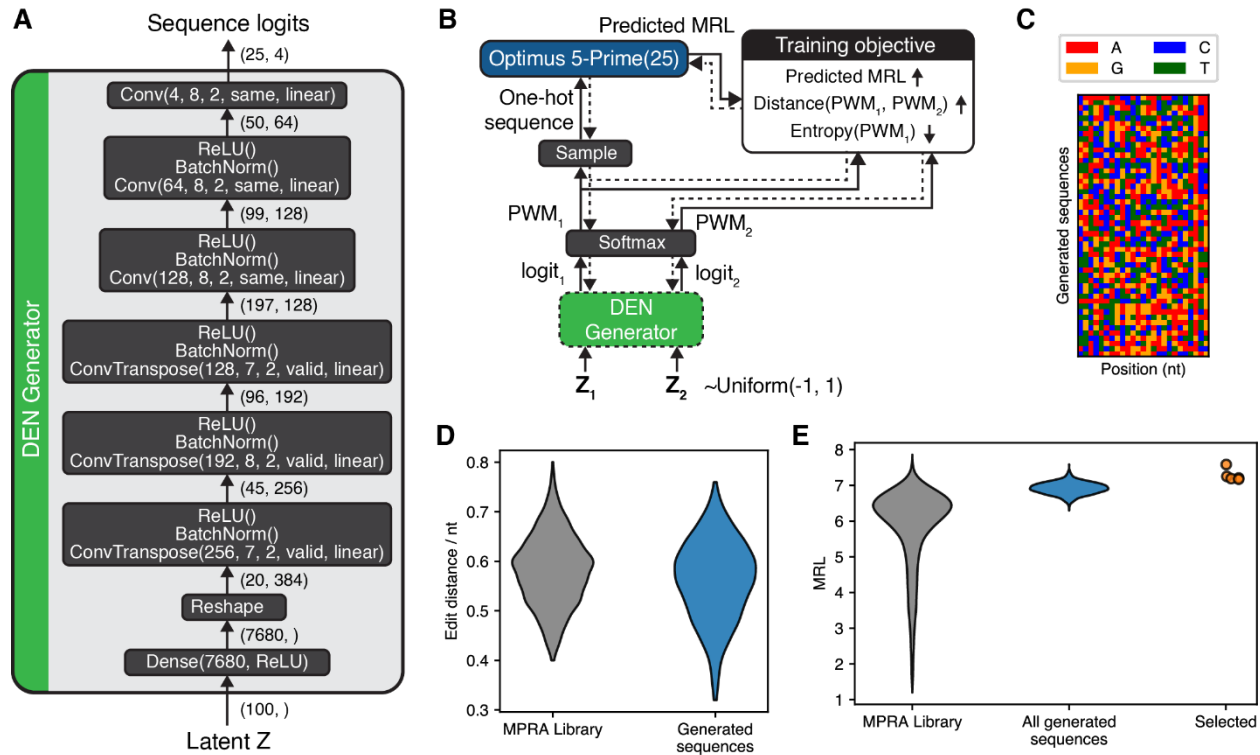 A
Sequence logits
(25, 4)
Conv(4, 8, 2, same, linear)
(50, 64)
ReLU()
BatchNorm()
Conv(64, 8, 2, same, linear)
(99, 128)
ReLU()
BatchNorm()
Conv(128, 8, 2, same, linear)
(197, 128)
ReLU()
BatchNorm()
ConvTranspose(128, 7, 2, valid, linear)
(96, 192)
ReLU()
BatchNorm()
ConvTranspose(192, 8, 2, valid, linear)
(45, 256)
ReLU()
BatchNorm()
ConvTranspose(256, 7, 2, valid, linear)
(20, 384)
Reshape
(7680, )
Dense(7680, ReLU)
(100, )
Latent Z
DEN Generator
B
Predicted MRL
Optimus 5-Prime(25)
Training objective
Predicted MRL
Distance(PWM1, PWM2)
Entropy(PWM1)
One-hot
sequence
Sample
PWM1
PWM2
Softmax
logit1
logit2
DEN
Generator
Z1
Z2
~Uniform(-1, 1)
C
A
C
G
T
Generated sequences
Position (nt)
D
Edit distance / nt
0.8
0.7
0.6
0.5
0.4
0.3
MPRA Library
Generated
sequences
E
MRL
8
7
6
5
4
3
2
1
MPRA Library
All generated
sequences
Selected